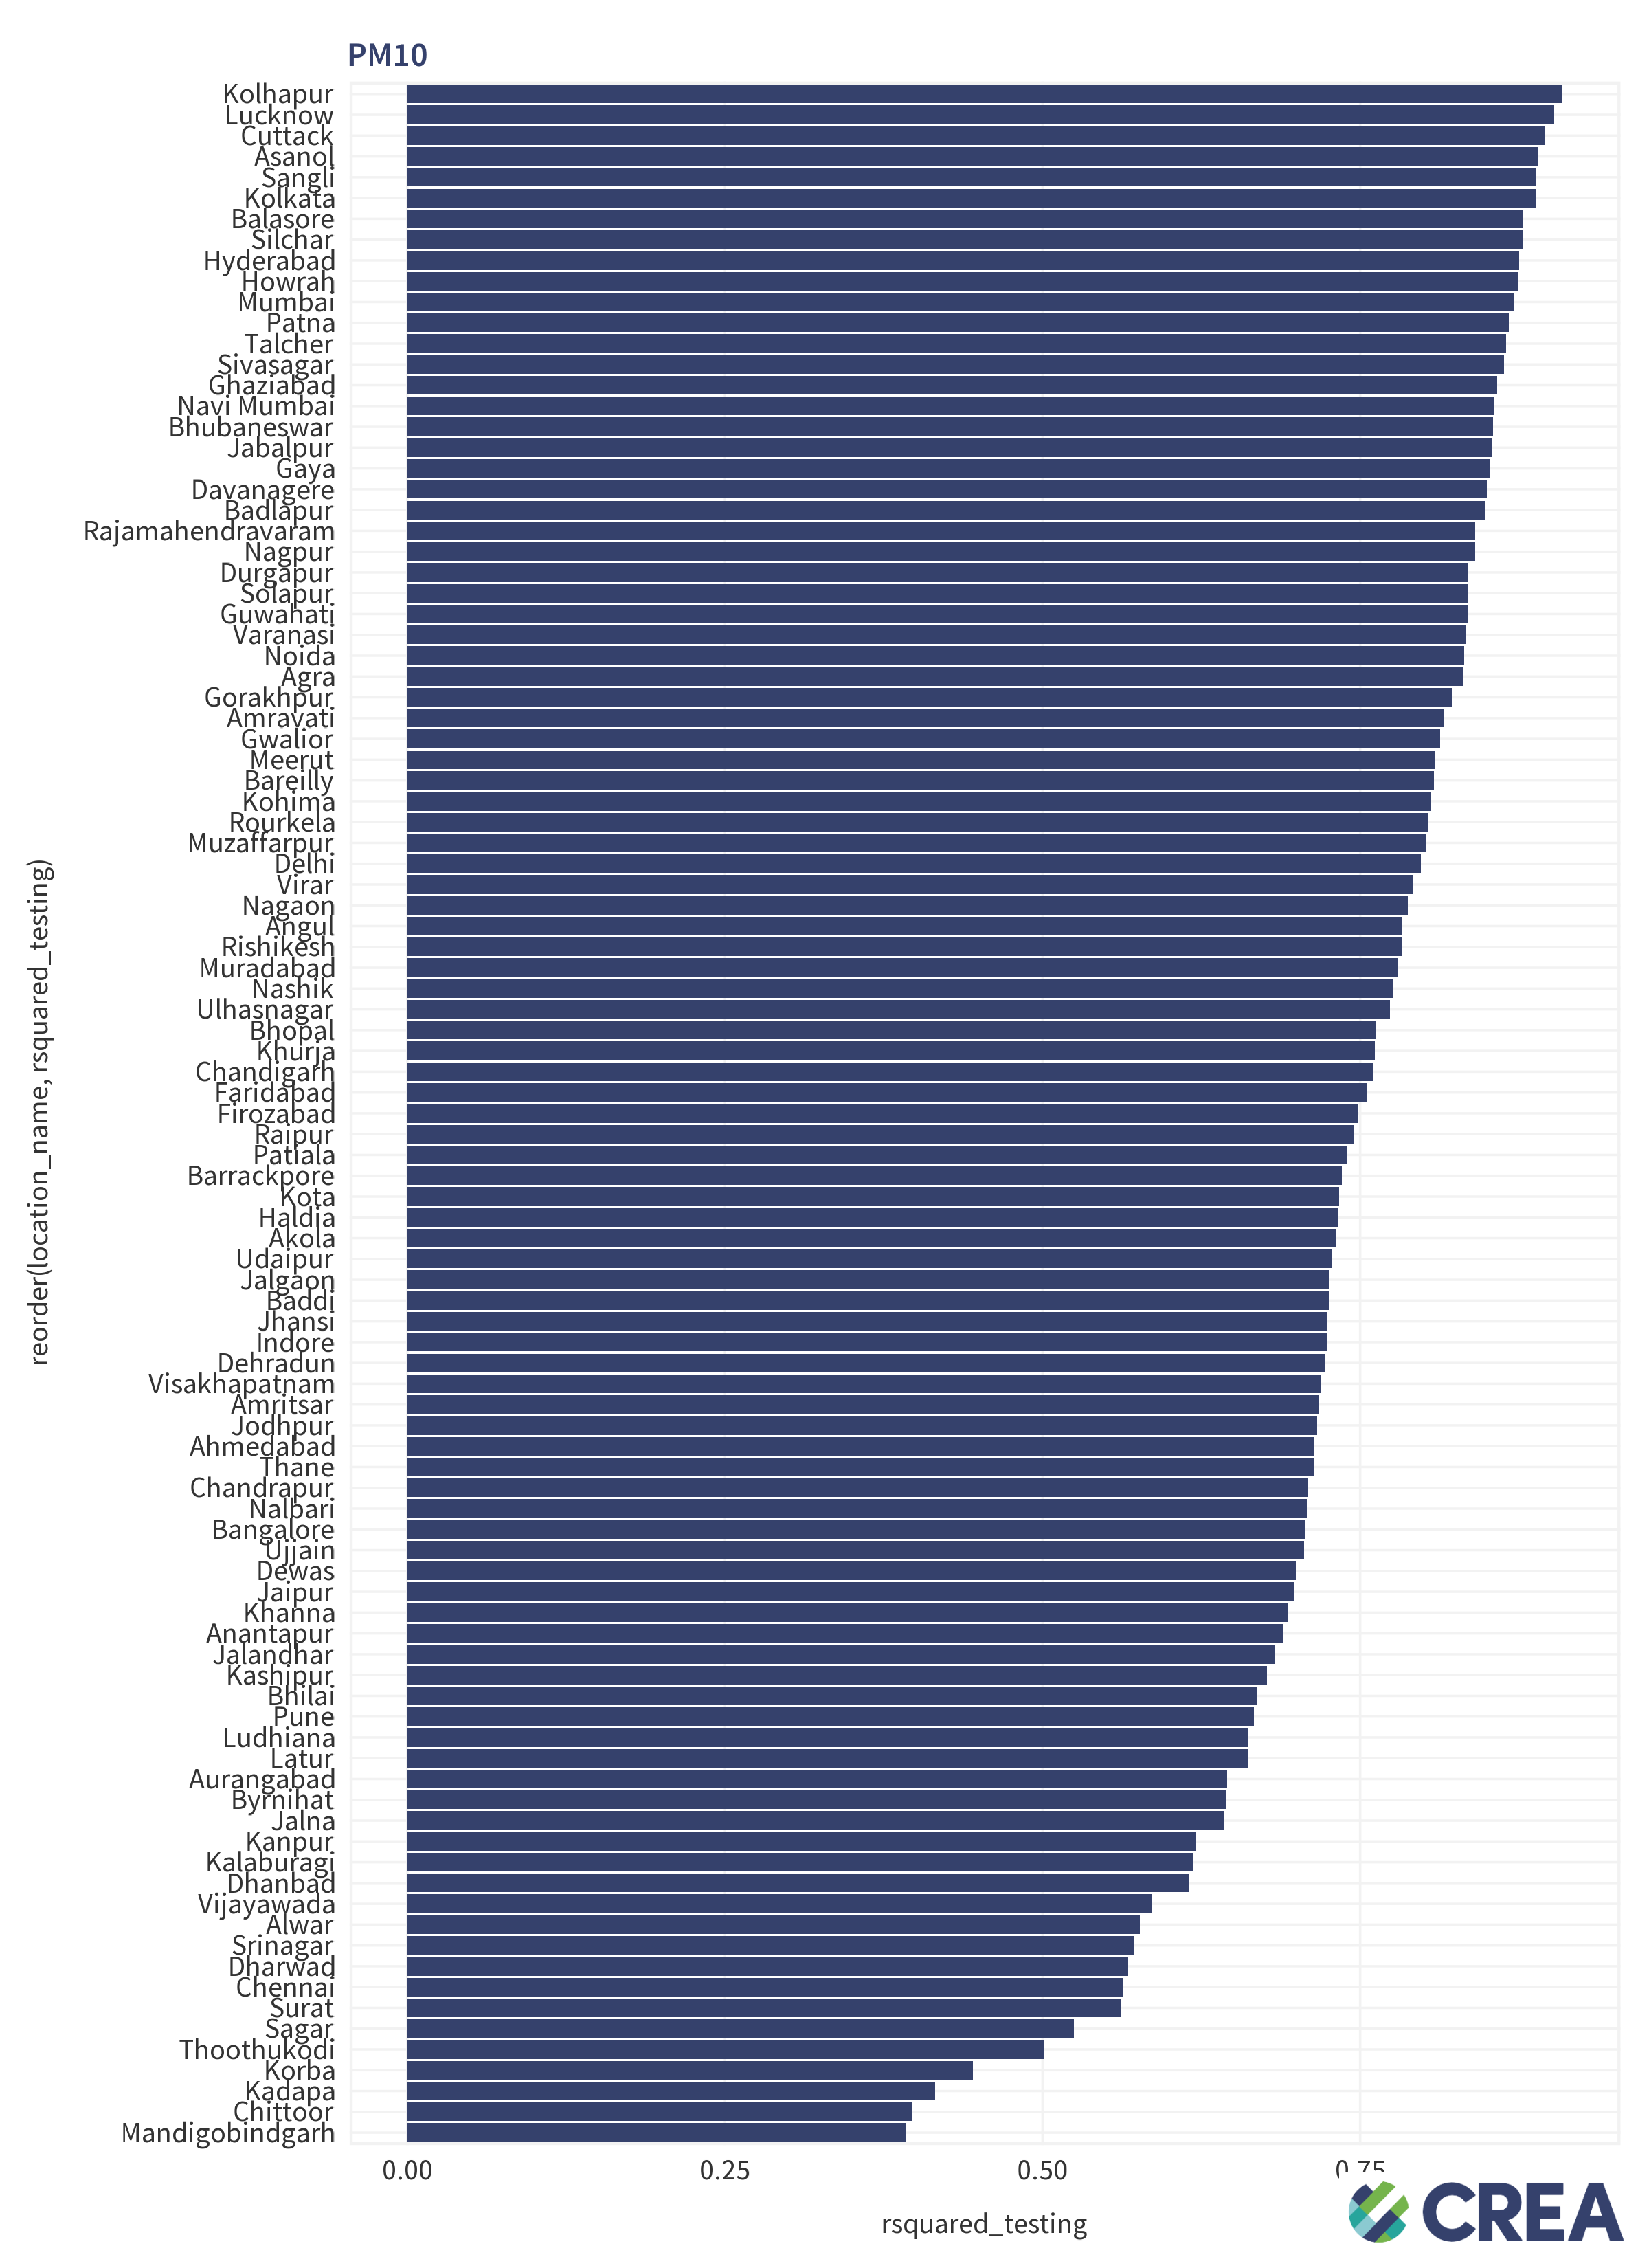 PM10
Kolhapur
Lucknow
Cuttack
Asanol
Sangli
Kolkata
Balasore
Silchar
Hyderabad
Howrah
Mumbai
Patna
Talcher
Sivasagar
Ghaziabad
Navi Mumbai
Bhubaneswar
Jabalpur
Gaya
Davanagere
Badlapur
Rajamahendravaram
Nagpur
Durgapur
Solapur
Guwahati
Varanasi
Noida
Agra
Gorakhpur
Amravati
Gwalior
Meerut
Bareilly
Kohima
Rourkela
Muzaffarpur
Delhi
Virar
Nagaon
Angul
Rishikesh
Muradabad
Nashik
Ulhasnagar
Bhopal
Khurja
Chandigarh
Faridabad
Firozabad
Raipur
Patiala
Barrackpore
Kota
Haldia
Akola
Udaipur
Jalgaon
Baddi
Jhansi
Indore
Dehradun
Visakhapatnam
Amritsar
Jodhpur
Ahmedabad
Thane
Chandrapur
Nalbari
Bangalore
Ujjain
Dewas
Jaipur
Khanna
Anantapur
Jalandhar
Kashipur
Bhilai
Pune
Ludhiana
Latur
Aurangabad
Byrnihat
Jalna
Kanpur
Kalaburagi
Dhanbad
Vijayawada
Alwar
Srinagar
Dharwad
Chennai
Surat
Sagar
Thoothukodi
Korba
Kadapa
Chittoor
Mandigobindgarh
reorder(location_name, rsquared_testing)
0.00 0.25 0.50 0.75
rsquared_testing
CREA